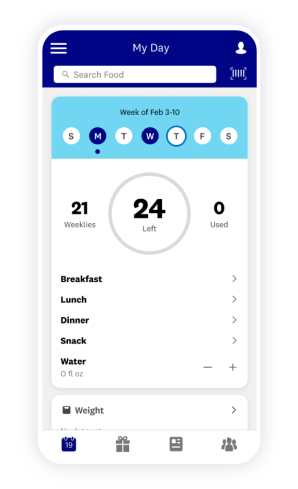 My Day
Search Food
Week of Feb 3-10
S M T W T F S
21 24 0
Weeklies Left Used
Breakfast
Lunch
Dinner
Snack
Water
0 fl oz
Weight
19